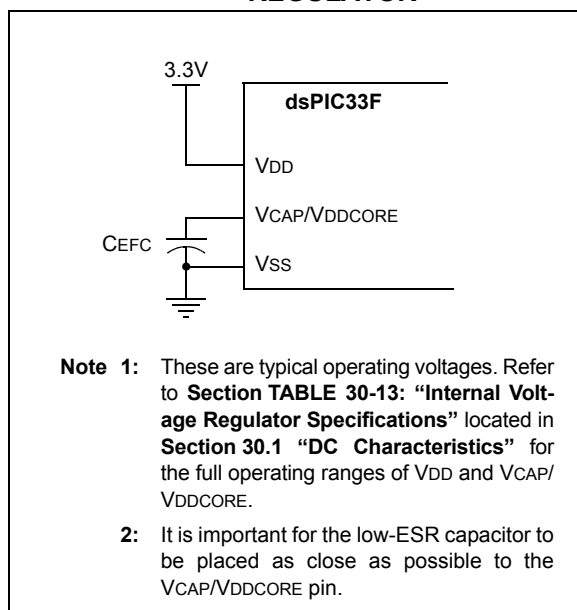 REGULATOR
3.3V
dsPIC33F
VDD
VCAP/VDDCORE
CEFC
VSS
Note 1: These are typical operating voltages. Refer
to Section TABLE 30-13: “Internal Volt-
age Regulator Specifications” located in
Section 30.1 “DC Characteristics” for
the full operating ranges of VDD and VCAP/
VDDCORE.
2: It is important for the low-ESR capacitor to
be placed as close as possible to the
VCAP/VDDCORE pin.